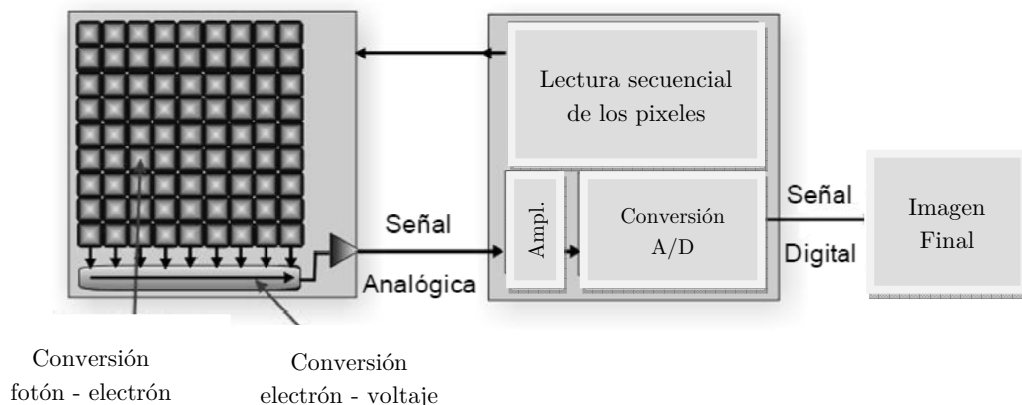 Lectura secuencial
de los pixeles
Señal
Analógica
Ampl.
Conversión
A/D
Señal
Digital
Imagen
Final
Conversión
fotón - electrón
Conversión
electrón - voltaje